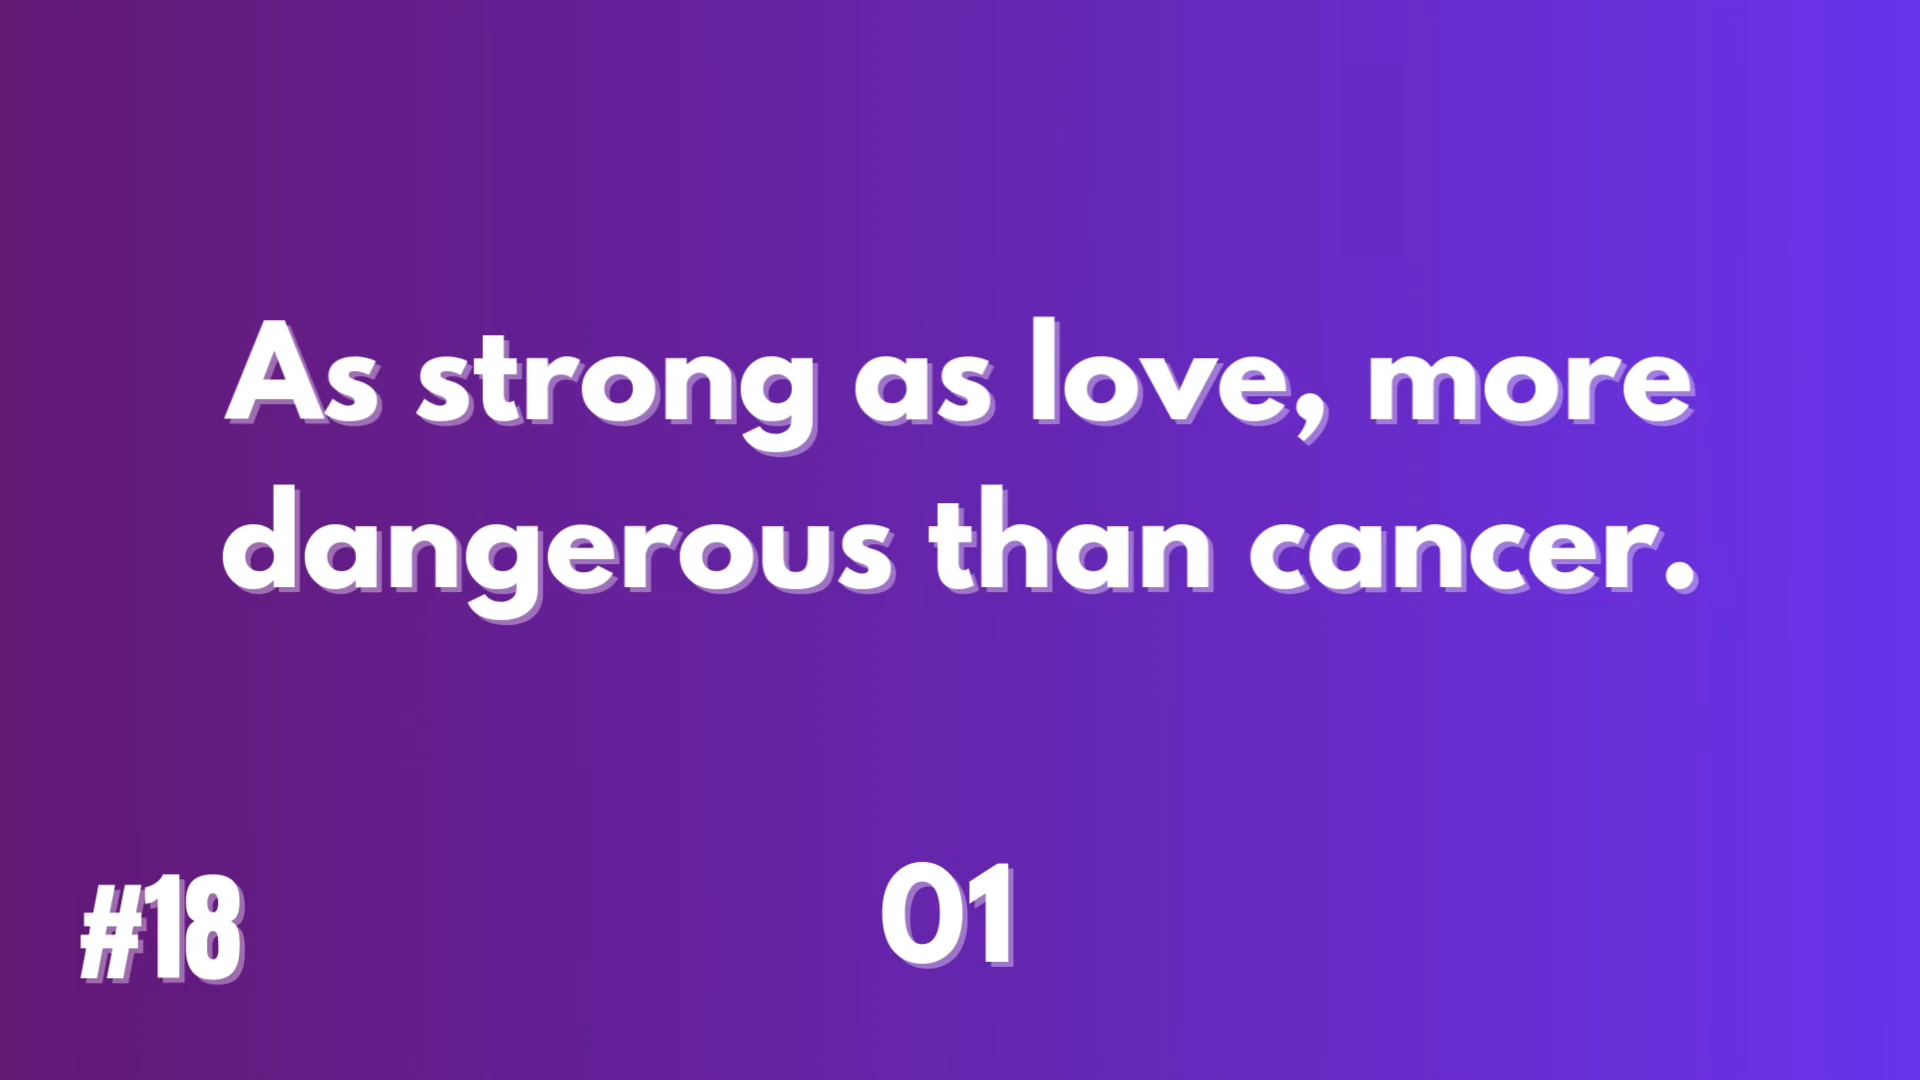 As strong as love, more
dangerous than cancer.
#18
01